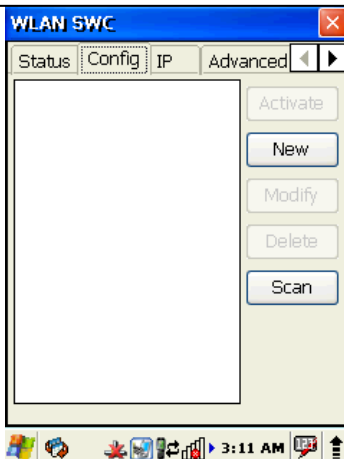 WLAN SWC
Status Config IP Advanced
Activate
New
Modify
Delete
Scan
3:11 AM